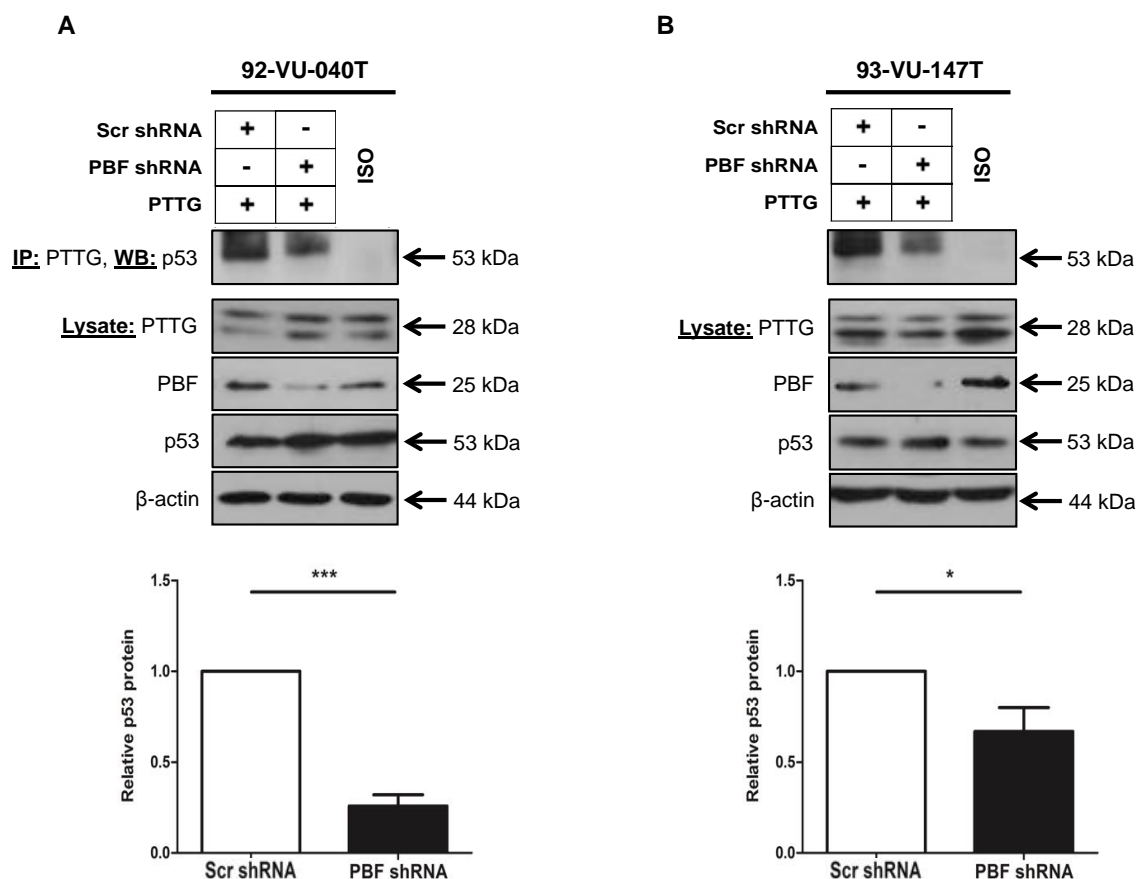 A
92-VU-040T
Scr shRNA + -
PBF shRNA - +
PTTG + +
ISO
IP: PTTG, WB: p53
53 kDa
Lysate: PTTG
28 kDa
PBF
25 kDa
p53
53 kDa
β-actin
44 kDa
***
Relative p53 protein
1.5
1.0
0.5
0.0
Scr shRNA
PBF shRNA
B
93-VU-147T
Scr shRNA + -
PBF shRNA - +
PTTG + +
ISO
53 kDa
Lysate: PTTG
28 kDa
PBF
25 kDa
p53
53 kDa
β-actin
44 kDa
*
Relative p53 protein
1.5
1.0
0.5
0.0
Scr shRNA
PBF shRNA